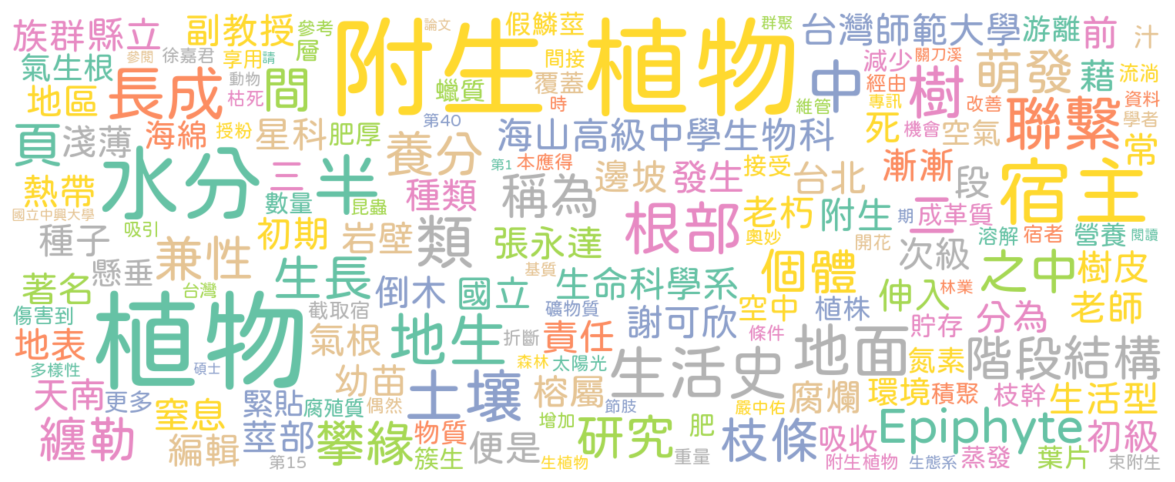 族群縣立
副教授
參考
論文
假鱗莖
群聚
台灣師範大學
游離
前
汁
參閱
徐嘉君
享用
請
層
附生植物
間接
減少
關刀溪
萌發
藉
流淌
氣生根
長成
動物
間
蠟質
覆蓋
中
經由
樹
聯繫
地區
枯死
時
維管
專訊
改善
資料
學者
頁
淺薄
海綿
授粉
星科
肥厚
第40
海山高級中學生物科
死
機會
空氣
常
水分
半
三
養分
第1
本應得
邊坡
接受
漸漸
段
宿主
熱帶
數量
昆蟲
種類
稱為
發生
台北
二
國立中興大學
吸引
初期
根部
老朽
附生
期
成革質
溶解
宿者
營養
閱讀
種子
兼性
岩壁
類
張永達
奧妙
開花
次級
懸垂
生長
基質
生命科學系
個體
之中
樹皮
著名
台灣
截取宿
倒木
國立
礦物質
空中
植株
伸入
林業
老師
傷害到
植物
氣根
地生
折斷
責任
謝可欣
條件
貯存
分為
地表
多樣性
碩士
森林
太陽光
生活史
地面
氮素
階段結構
天南
更多
幼苗
土壤
榕屬
腐爛
環境
積聚
枝幹
生活型
窒息
緊貼
腐殖質
偶然
增加
節肢
嚴中佑
纏勒
編輯
莖部
攀緣
物質
便是
研究
肥
枝條
吸收
Epiphyte
初級
第15
簇生
生植物
重量
附生植物
生態系
蒸發
葉片
束附生